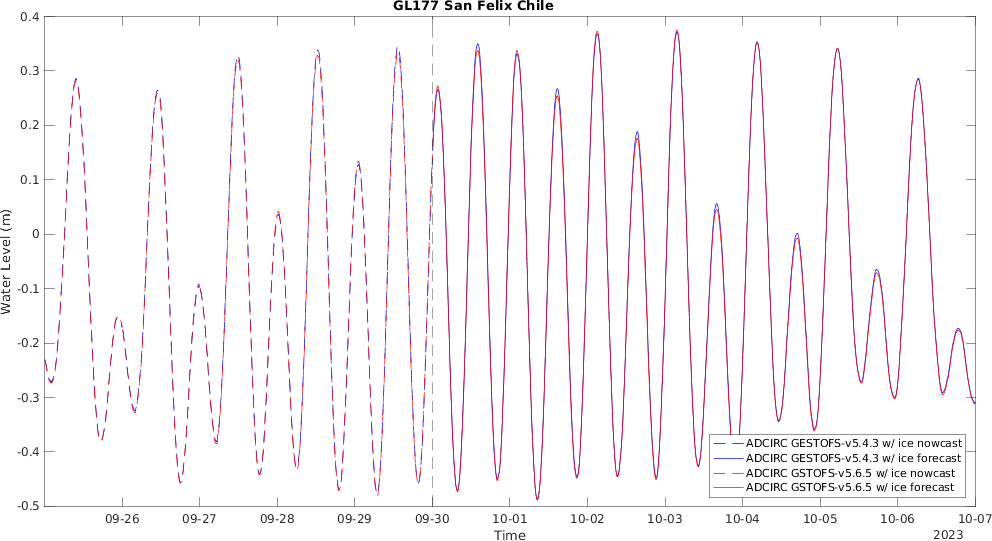 GL177 San Felix Chile
0.4
0.3
0.2
0.1
0
-0.1
-0.2
-0.3
-0.4
-0.5
Water Level (m)
ADCIRC GESTOFS-v5.4.3 w/ ice nowcast
ADCIRC GESTOFS-v5.4.3 w/ ice forecast
ADCIRC GSTOFS-v5.6.5 w/ ice nowcast
ADCIRC GSTOFS-v5.6.5 w/ ice forecast
09-26 09-27 09-28 09-29 09-30 10-01 10-02 10-03 10-04 10-05 10-06 10-07
Time
2023